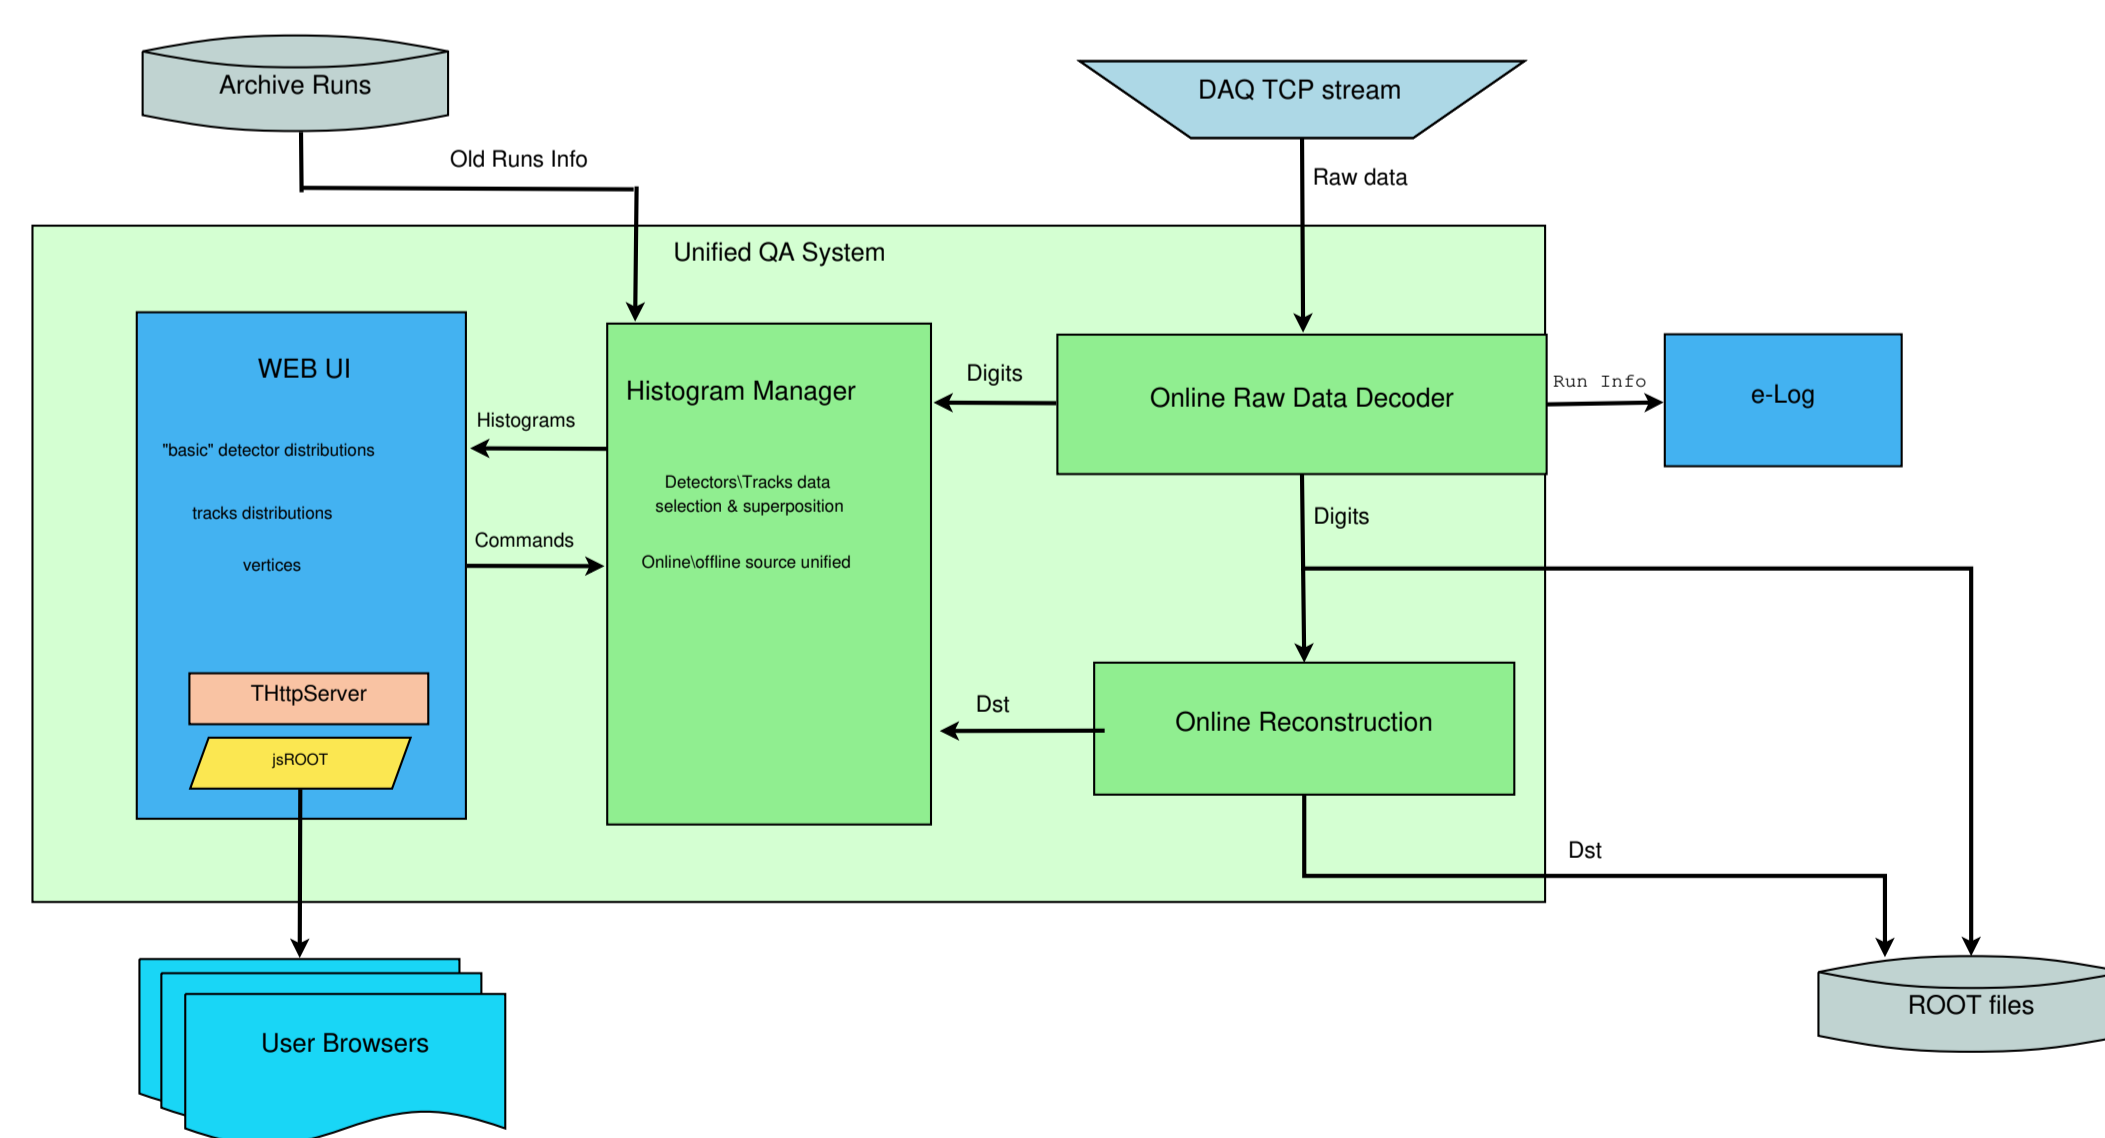 Archive Runs
DAQ TCP stream
Old Runs Info
Raw data
Unified QA System
WEB UI
"basic" detector distributions
tracks distributions
vertices
THttpServer
jsROOT
Histograms
Commands
Histogram Manager
Detectors\Tracks data
selection & superposition
Online\offline source unified
Digits
Online Raw Data Decoder
Run Info
e-Log
Digits
Dst
Online Reconstruction
Dst
User Browsers
ROOT files